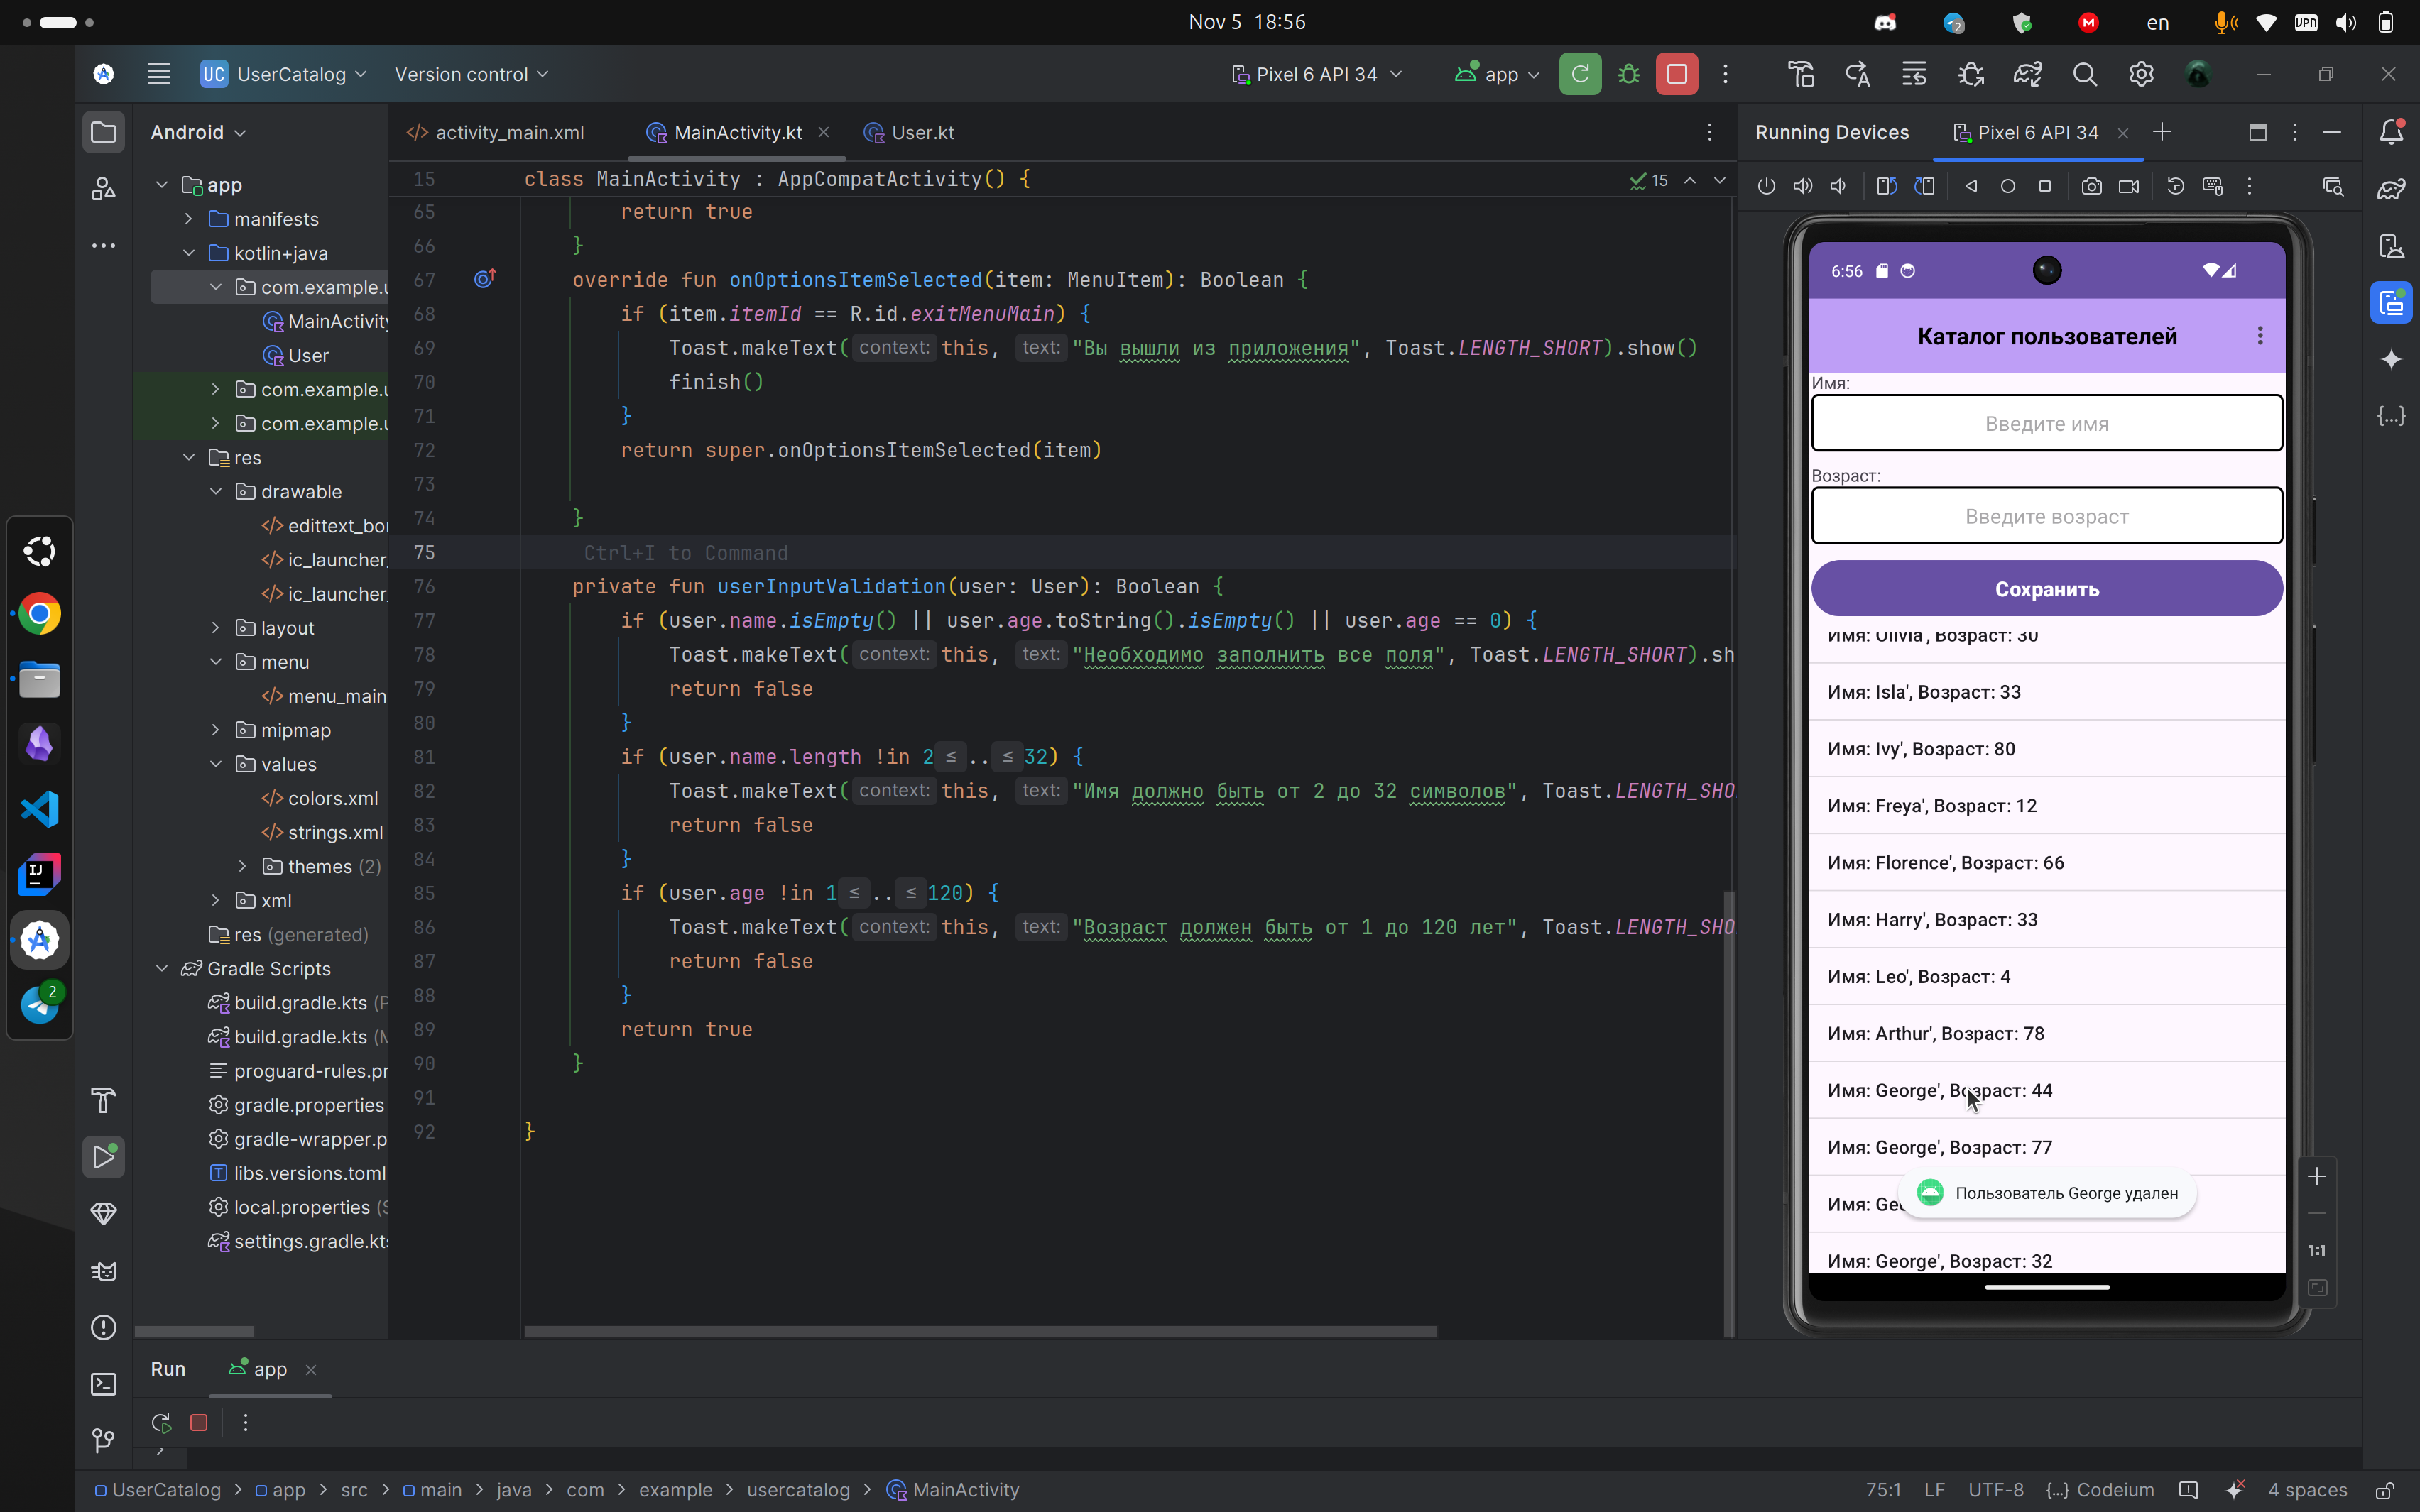 Nov 5 18:56
2
M
en
VPN
UC UserCatalog Version control
Pixel 6 API 34 app
Android
activity_main.xml MainActivity.kt User.kt
Running Devices Pixel 6 API 34
app
manifests
kotlin+java
com.example.u
MainActivity
User
com.example.u
com.example.u
res
drawable
edittext_bor
ic_launcher_
ic_launcher_
layout
menu
menu_main
mipmap
values
colors.xml
strings.xml
themes (2)
xml
res (generated)
Gradle Scripts
build.gradle.kts (P
build.gradle.kts (M
proguard-rules.pr
gradle.properties
gradle-wrapper.p
libs.versions.toml
local.properties (S
settings.gradle.kts
15 class MainActivity : AppCompatActivity() { 15
65 return true
66 }
67 override fun onOptionsItemSelected(item: MenuItem): Boolean {
68 if (item.itemId == R.id.exitMenuMain) {
69 Toast.makeText( context: this, text: "Вы вышли из приложения", Toast.LENGTH_SHORT).show()
70 finish()
71 }
72 return super.onOptionsItemSelected(item)
73
74 }
75 Ctrl+I to Command
76 private fun userInputValidation(user: User): Boolean {
77 if (user.name.isEmpty() || user.age.toString().isEmpty() || user.age == 0) {
78 Toast.makeText( context: this, text: "Необходимо заполнить все поля", Toast.LENGTH_SHORT).sh
79 return false
80 }
81 if (user.name.length !in 2 ≤ .. ≤ 32) {
82 Toast.makeText( context: this, text: "Имя должно быть от 2 до 32 символов", Toast.LENGTH_SHO
83 return false
84 }
85 if (user.age !in 1 ≤ .. ≤ 120) {
86 Toast.makeText( context: this, text: "Возраст должен быть от 1 до 120 лет", Toast.LENGTH_SHO
87 return false
88 }
89 return true
90 }
91
92 }
6:56
Каталог пользователей
Имя:
Введите имя
Возраст:
Введите возраст
Сохранить
Имя: Olivia', Возраст: 30
Имя: Isla', Возраст: 33
Имя: Ivy', Возраст: 80
Имя: Freya', Возраст: 12
Имя: Florence', Возраст: 66
Имя: Harry', Возраст: 33
Имя: Leo', Возраст: 4
Имя: Arthur', Возраст: 78
Имя: George', Возраст: 44
Имя: George', Возраст: 77
Имя: Geo
Пользователь George удален
Имя: George', Возраст: 32
1:1
IJ
2
Run app
UserCatalog > app > src > main > java > com > example > usercatalog > MainActivity
75:1 LF UTF-8 {...} Codeium 4 spaces